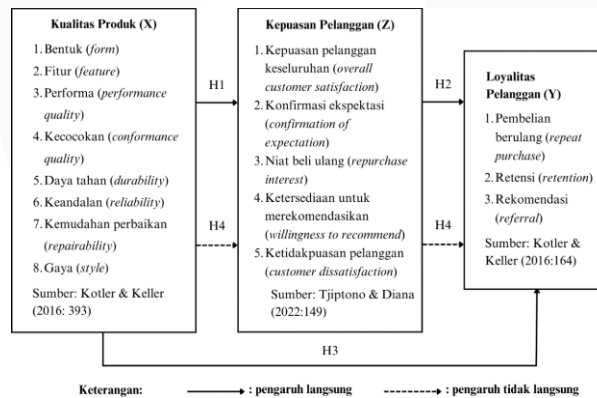 Kualitas Produk (X)
1. Bentuk (form)
2. Fitur (feature)
3. Performa (performance
quality)
4. Kecocokan (conformance
quality)
5. Daya tahan (durability)
6. Keandalan (reliability)
7. Kemudahan perbaikan
(repairability)
8. Gaya (style)
Sumber: Kotler & Keller
(2016: 393)
H1
H4
Kepuasan Pelanggan (Z)
1. Kepuasan pelanggan
keseluruhan (overall
customer satisfaction)
2. Konfirmasi ekspektasi
(confirmation of
expectation)
3. Niat beli ulang (repurchase
interest)
4. Ketersediaan untuk
merekomendasikan
(willingness to recommend)
5. Ketidakpuasan pelanggan
(customer dissatisfaction)
Sumber: Tjiptono & Diana
(2022:149)
H2
H4
Loyalitas
Pelanggan (Y)
1. Pembelian
berulang (repeat
purchase)
2. Retensi (retention)
3. Rekomendasi
(referral)
Sumber: Kotler &
Keller (2016:164)
H3
Keterangan: : pengaruh langsung : pengaruh tidak langsung